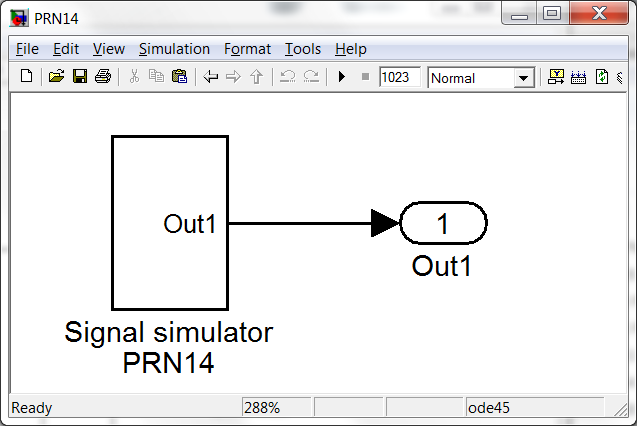 PRN14
File Edit View Simulation Format Tools Help
1023 Normal
Out1
1
Out1
Signal simulator
PRN14
Ready 288% ode45